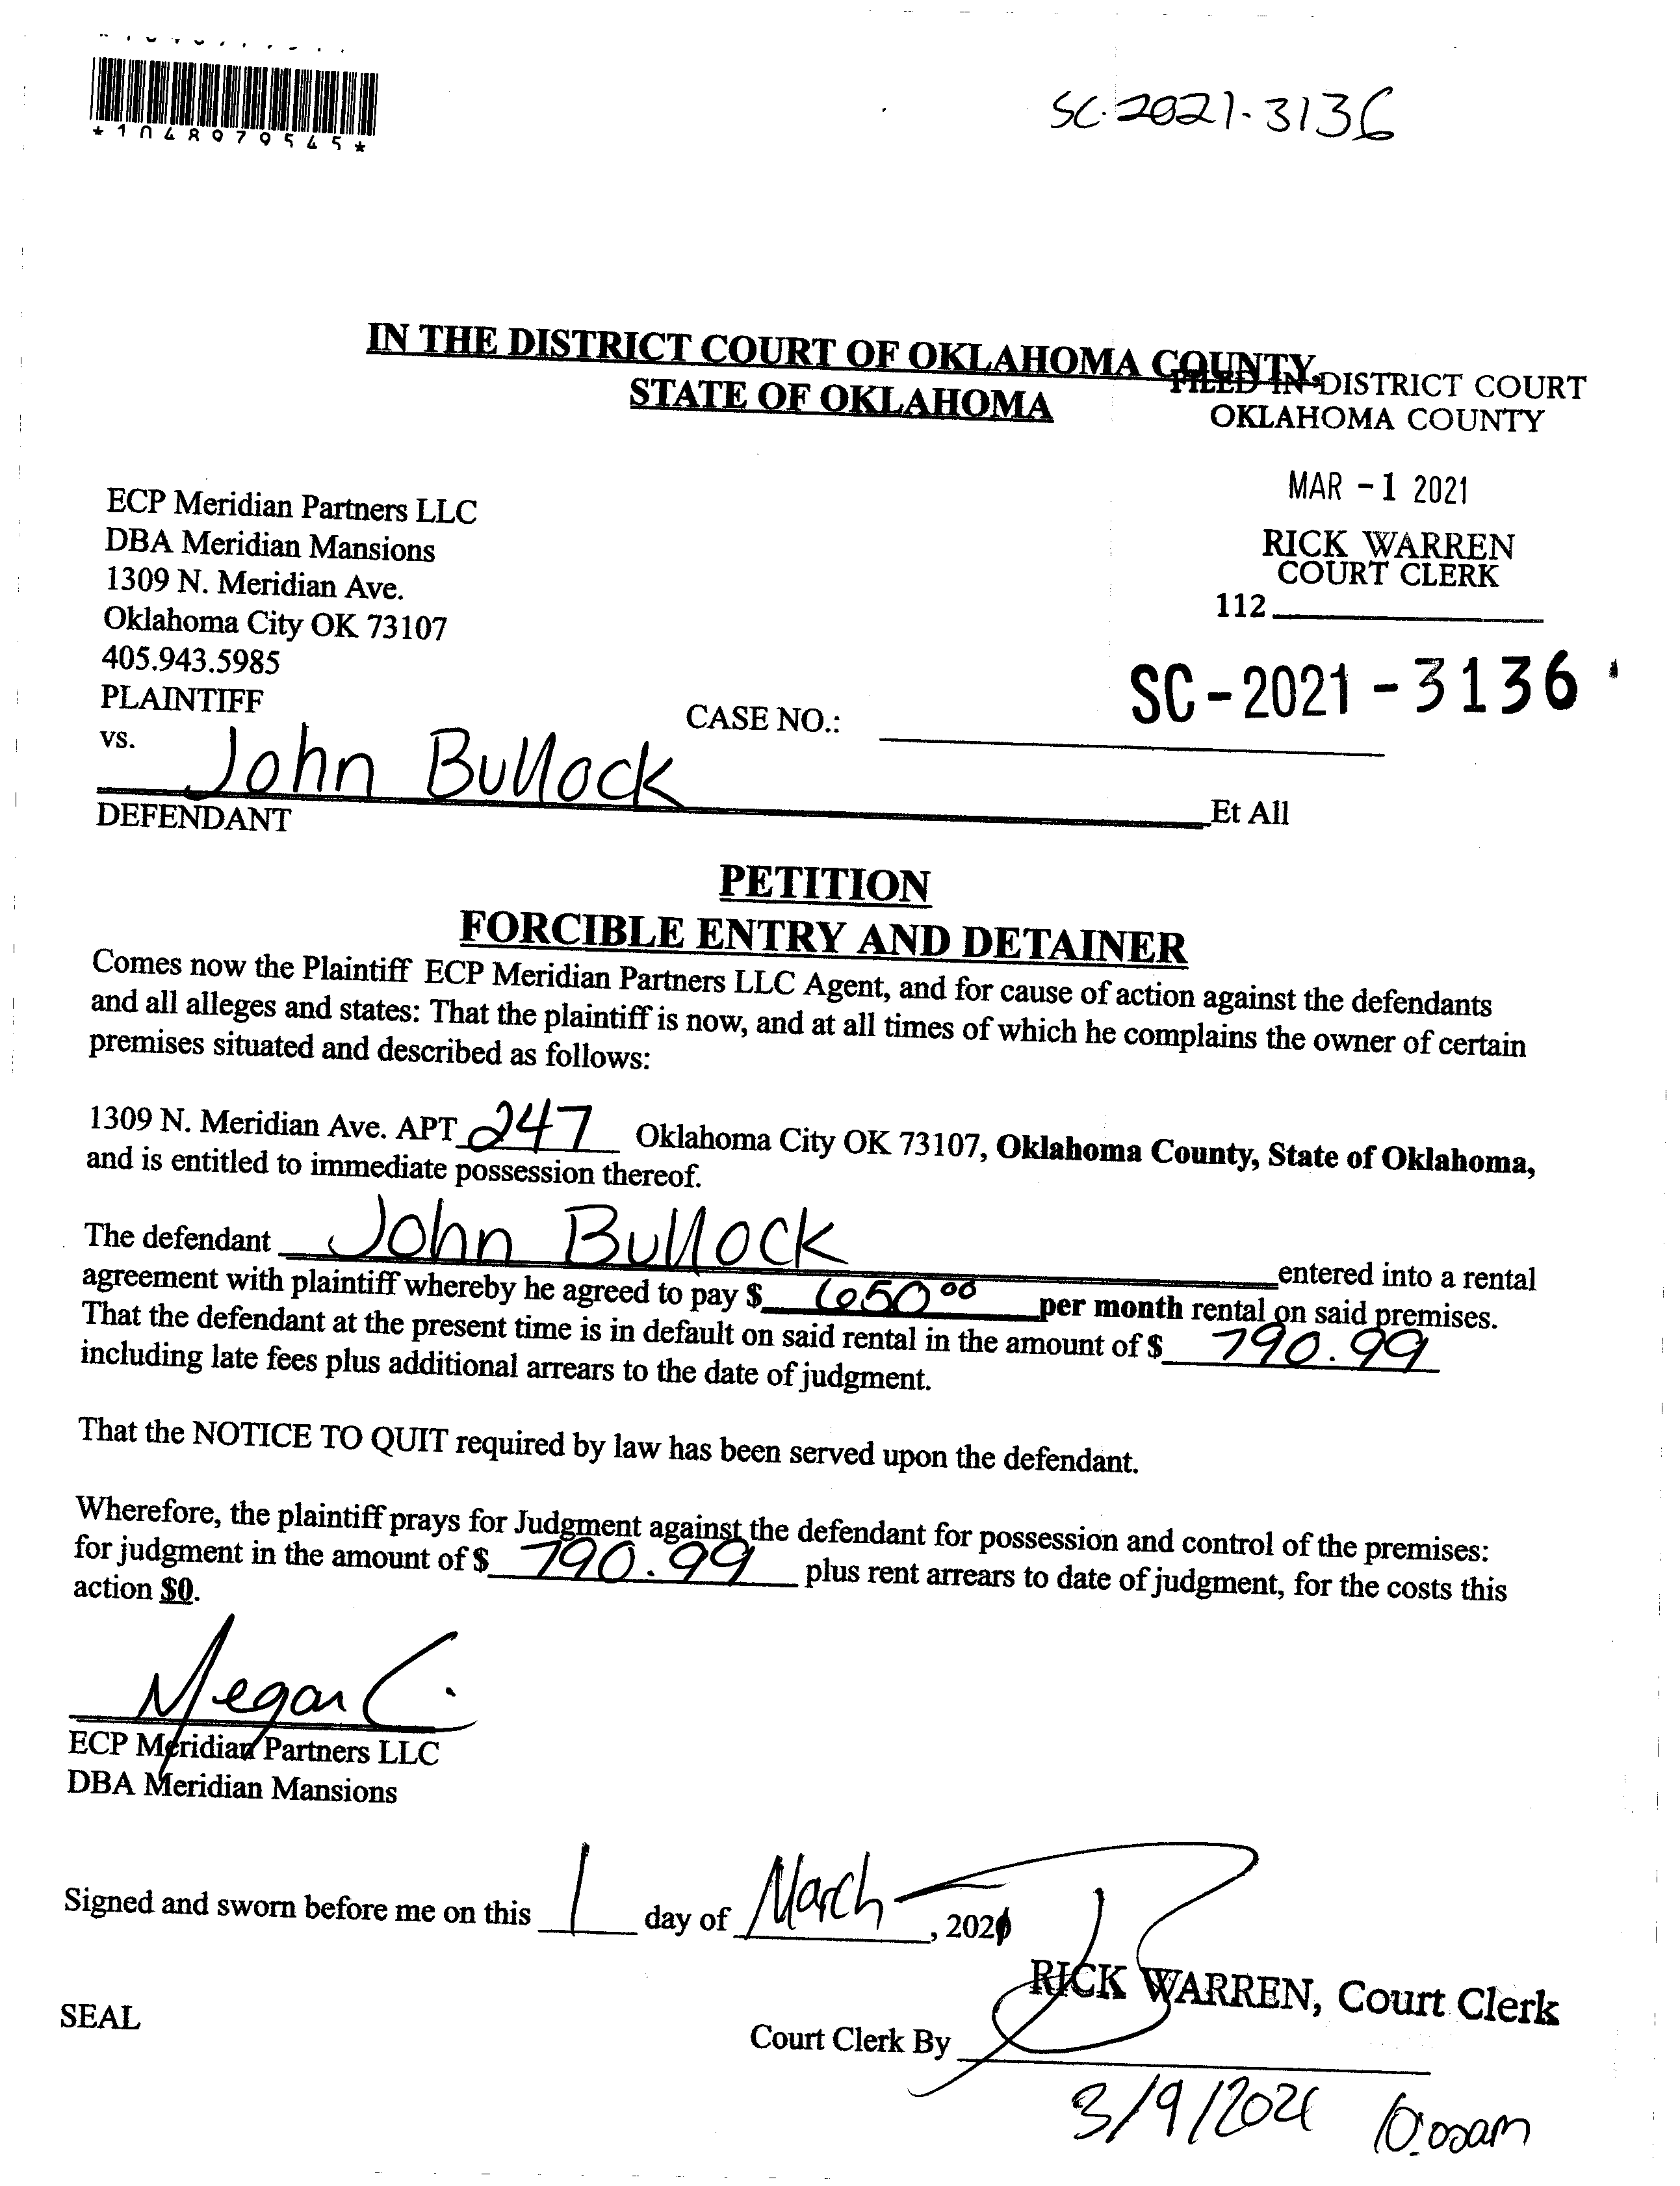 *1048979545*
SC-2021-3136
IN THE DISTRICT COURT OF OKLAHOMA COUNTY,
STATE OF OKLAHOMA
FILED IN DISTRICT COURT
OKLAHOMA COUNTY
MAR -1 2021
RICK WARREN
COURT CLERK
112
SC-2021-3136
ECP Meridian Partners LLC
DBA Meridian Mansions
1309 N. Meridian Ave.
Oklahoma City OK 73107
405.943.5985
PLAINTIFF
CASE NO.:
vs.
John Bullock Et All
DEFENDANT
PETITION
FORCIBLE ENTRY AND DETAINER
Comes now the Plaintiff ECP Meridian Partners LLC Agent, and for cause of action against the defendants
and all alleges and states: That the plaintiff is now, and at all times of which he complains the owner of certain
premises situated and described as follows:
1309 N. Meridian Ave. APT 247 Oklahoma City OK 73107, Oklahoma County, State of Oklahoma,
and is entitled to immediate possession thereof.
The defendant John Bullock entered into a rental
agreement with plaintiff whereby he agreed to pay $ 650 00 per month rental on said premises.
That the defendant at the present time is in default on said rental in the amount of $ 790.99
including late fees plus additional arrears to the date of judgment.
That the NOTICE TO QUIT required by law has been served upon the defendant.
Wherefore, the plaintiff prays for Judgment against the defendant for possession and control of the premises:
for judgment in the amount of $ 790.99 plus rent arrears to date of judgment, for the costs this
action $0.
Megan C.
ECP Meridian Partners LLC
DBA Meridian Mansions
Signed and sworn before me on this 1 day of March, 2021
RICK WARREN, Court Clerk
SEAL
Court Clerk By
3/9/2021 10:00am